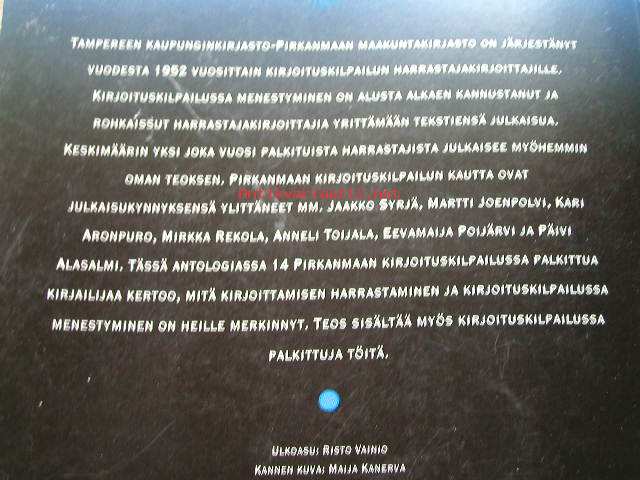 Tampereen kaupunginkirjasto-Pirkanmaan maakuntakirjasto on järjestänyt
vuodesta 1952 vuosittain kirjoituskilpailun harrastajakirjoittajille.
Kirjoituskilpailussa menestyminen on alusta alkaen kannustanut ja
rohkaissut harrastajakirjoittajia yrittämään tekstiensä julkaisua.
Keskimäärin yksi joka vuosi palkituista harrastajista julkaisee myöhemmin
oman teoksen. Pirkanmaan kirjoituskilpailun kautta ovat
julkaisukynnyksensä ylittäneet mm. Jaakko Syrjä, Martti Joenpolvi, Kari
Aronpuro, Mirkka Rekola, Anneli Toijala, Eevamaija Poijärvi ja Päivi
Alasalmi. Tässä antologiassa 14 Pirkanmaan kirjoituskilpailussa palkittua
kirjailijaa kertoo, mitä kirjoittamisen harrastaminen ja kirjoituskilpailussa
menestyminen on heille merkinnyt. Teos sisältää myös kirjoituskilpailussa
palkittuja töitä.
Ulkoasu: Risto Vainio
Kannen kuva: Maija Kanerva